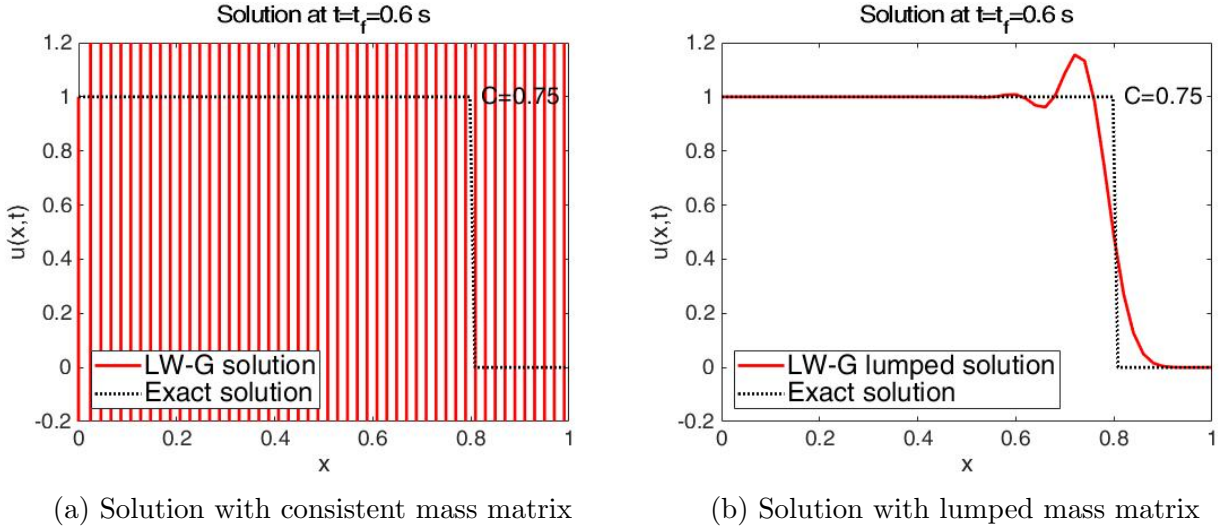 Solution at t=t_f=0.6 s
1.2
1
0.8
0.6
0.4
0.2
0
-0.2
u(x,t)
C=0.75
LW-G solution
Exact solution
0 0.2 0.4 0.6 0.8 1
x
(a) Solution with consistent mass matrix
Solution at t=t_f=0.6 s
1.2
1
0.8
0.6
0.4
0.2
0
-0.2
u(x,t)
C=0.75
LW-G lumped solution
Exact solution
0 0.2 0.4 0.6 0.8 1
x
(b) Solution with lumped mass matrix